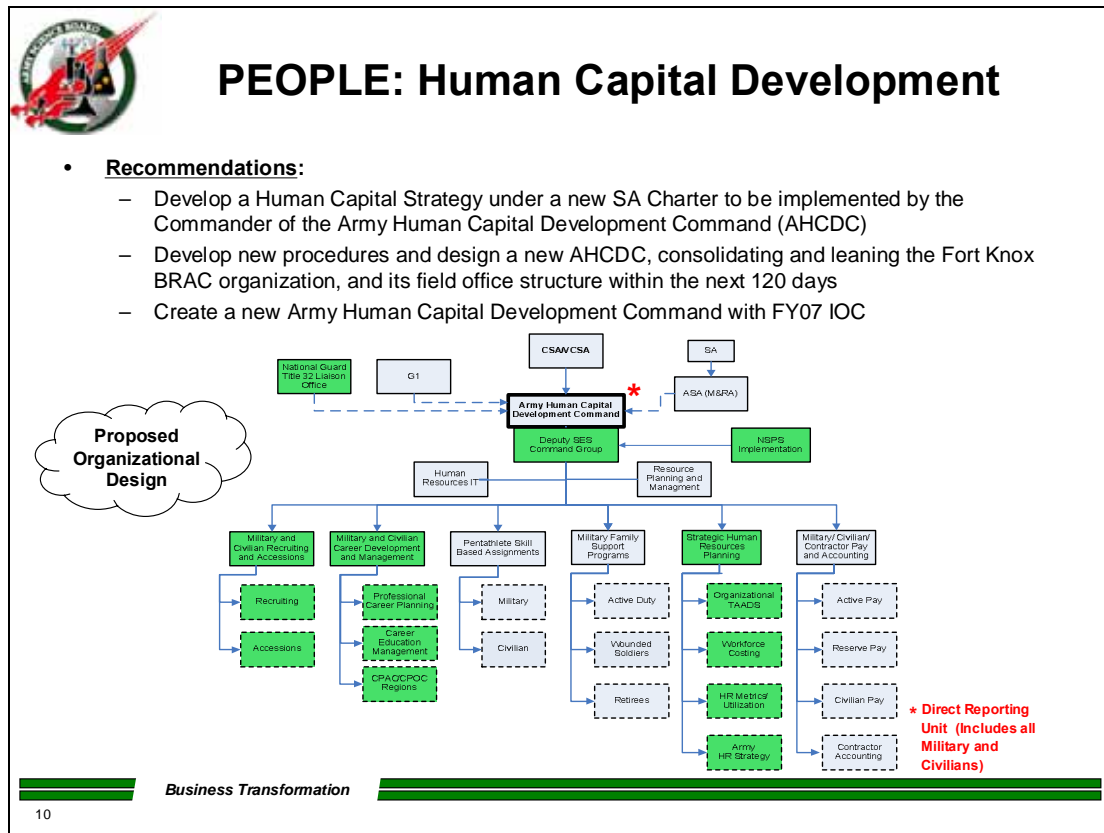 ARMY SCIENCE BOARD
PEOPLE: Human Capital Development
• Recommendations:
– Develop a Human Capital Strategy under a new SA Charter to be implemented by the
Commander of the Army Human Capital Development Command (AHCDC)
– Develop new procedures and design a new AHCDC, consolidating and leaning the Fort Knox
BRAC organization, and its field office structure within the next 120 days
– Create a new Army Human Capital Development Command with FY07 IOC
National Guard
Title 32 Liaison
Office
G1
CSA/VCSA
SA
ASA (M&RA)
*
Army Human Capital
Development Command
Deputy SES
Command Group
NSPS
Implementation
Proposed
Organizational
Design
Human
Resources IT
Resource
Planning and
Managment
Military and
Civilian Recruiting
and Accessions
Recruiting
Accessions
Military and Civilian
Career Development
and Management
Professional
Career Planning
Career
Education
Management
CPAC/CPOC
Regions
Pentathlete Skill
Based Assignments
Military
Civilian
Military Family
Support
Programs
Active Duty
Wounded
Soldiers
Retirees
Strategic Human
Resources
Planning
Organizational
TAADS
Workforce
Costing
HR Metrics/
Utilization
Army
HR Strategy
Military/ Civilian/
Contractor Pay
and Accounting
Active Pay
Reserve Pay
Civilian Pay
Contractor
Accounting
* Direct Reporting
Unit (Includes all
Military and
Civilians)
Business Transformation
10